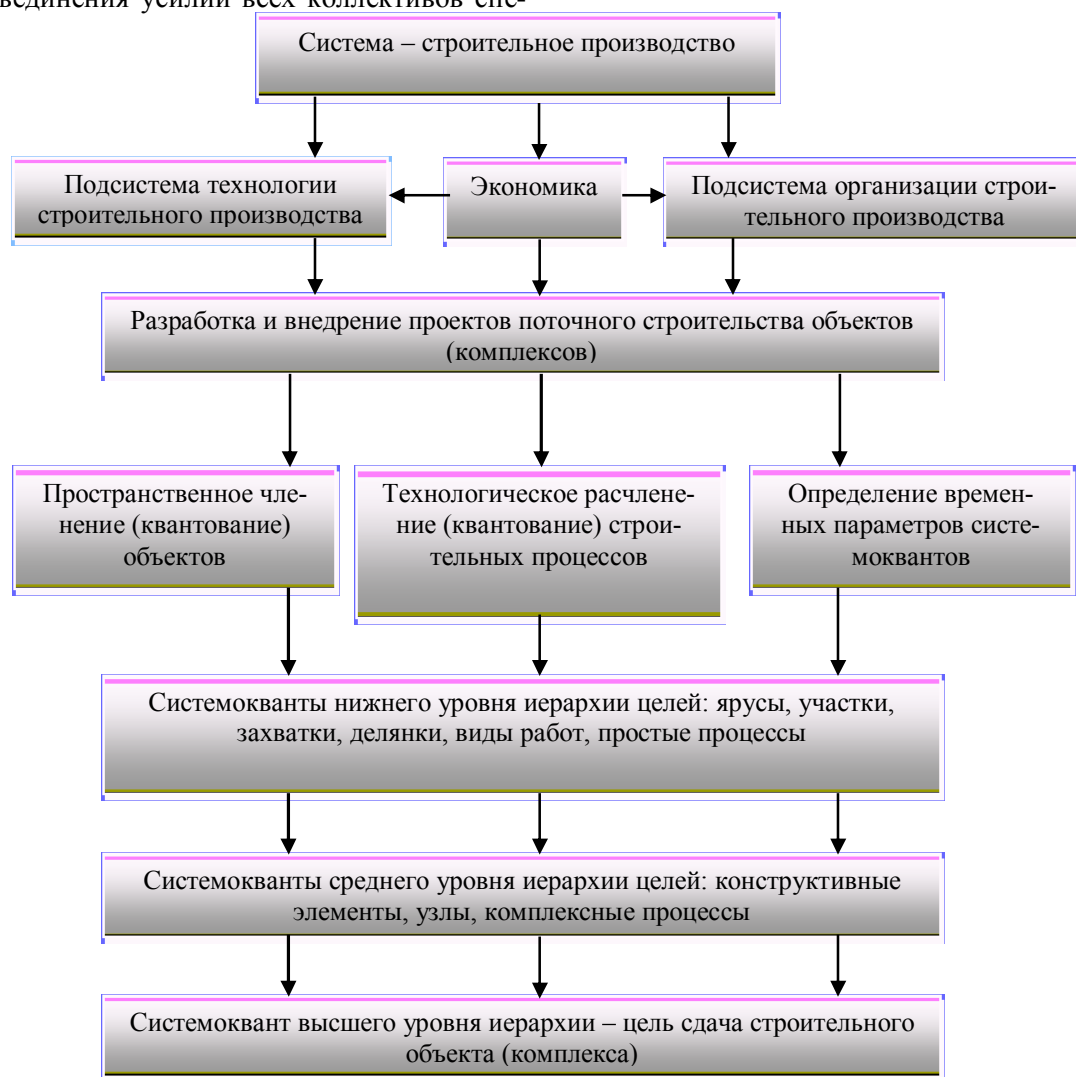 единения усилий всех коллективов спе-
Система – строительное производство
Подсистема технологии
строительного производства
Экономика
Подсистема организации строи-
тельного производства
Разработка и внедрение проектов поточного строительства объектов
(комплексов)
Пространственное чле-
нение (квантование)
объектов
Технологическое расчлене-
ние (квантование) строи-
тельных процессов
Определение времен-
ных параметров систе-
моквантов
Системокванты нижнего уровня иерархии целей: ярусы, участки,
захватки, делянки, виды работ, простые процессы
Системокванты среднего уровня иерархии целей: конструктивные
элементы, узлы, комплексные процессы
Системоквант высшего уровня иерархии – цель сдача строительного
объекта (комплекса)